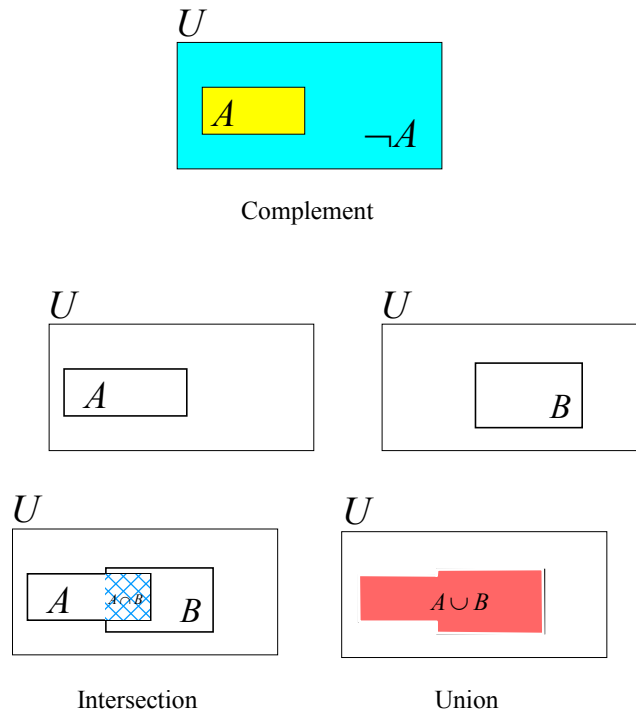 U
A
¬A
Complement
U
U
A
B
U
U
A
A ∩ B
B
A ∪ B
Intersection
Union